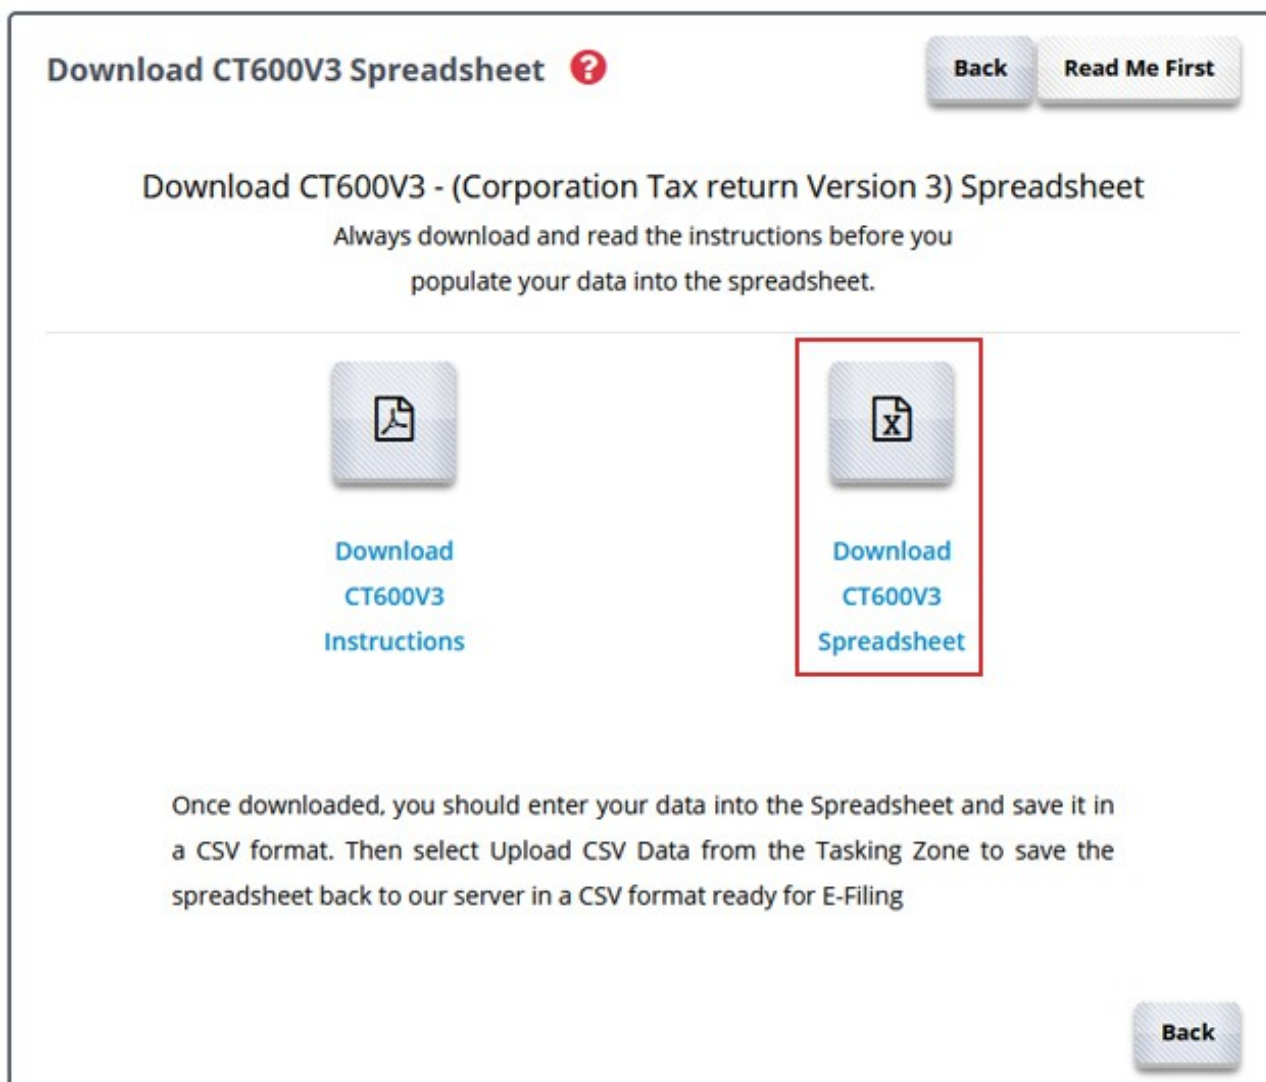 Download CT600V3 Spreadsheet ?
Back
Read Me First
Download CT600V3 - (Corporation Tax return Version 3) Spreadsheet
Always download and read the instructions before you
populate your data into the spreadsheet.
X
Download
CT600V3
Instructions
Download
CT600V3
Spreadsheet
Once downloaded, you should enter your data into the Spreadsheet and save it in
a CSV format. Then select Upload CSV Data from the Tasking Zone to save the
spreadsheet back to our server in a CSV format ready for E-Filing
Back